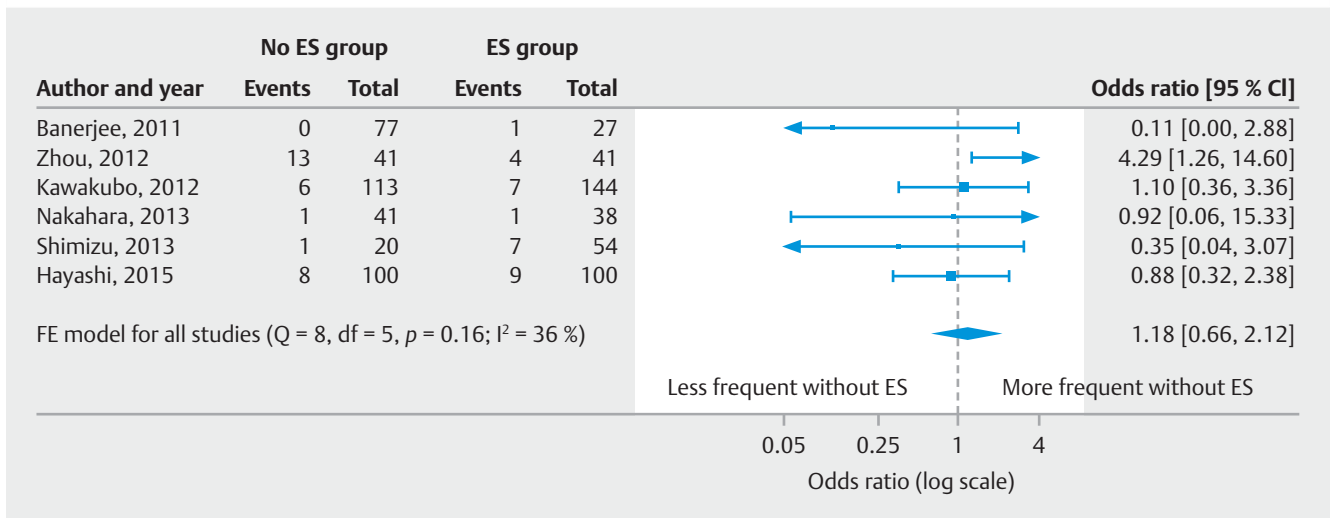 No ES group ES group
Author and year Events Total Events Total Odds ratio [95 % CI]
Banerjee, 2011 0 77 1 27 0.11 [0.00, 2.88]
Zhou, 2012 13 41 4 41 4.29 [1.26, 14.60]
Kawakubo, 2012 6 113 7 144 1.10 [0.36, 3.36]
Nakahara, 2013 1 41 1 38 0.92 [0.06, 15.33]
Shimizu, 2013 1 20 7 54 0.35 [0.04, 3.07]
Hayashi, 2015 8 100 9 100 0.88 [0.32, 2.38]
FE model for all studies (Q = 8, df = 5, p = 0.16; I² = 36 %) 1.18 [0.66, 2.12]
Less frequent without ES More frequent without ES
0.05 0.25 1 4
Odds ratio (log scale)